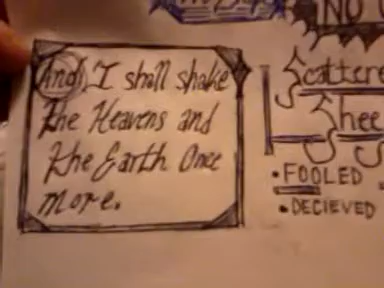 And I shall shake
the Heavens and
the Earth Once
more.
NO
Scattere
Shee
• FOOLED
• DECIEVED